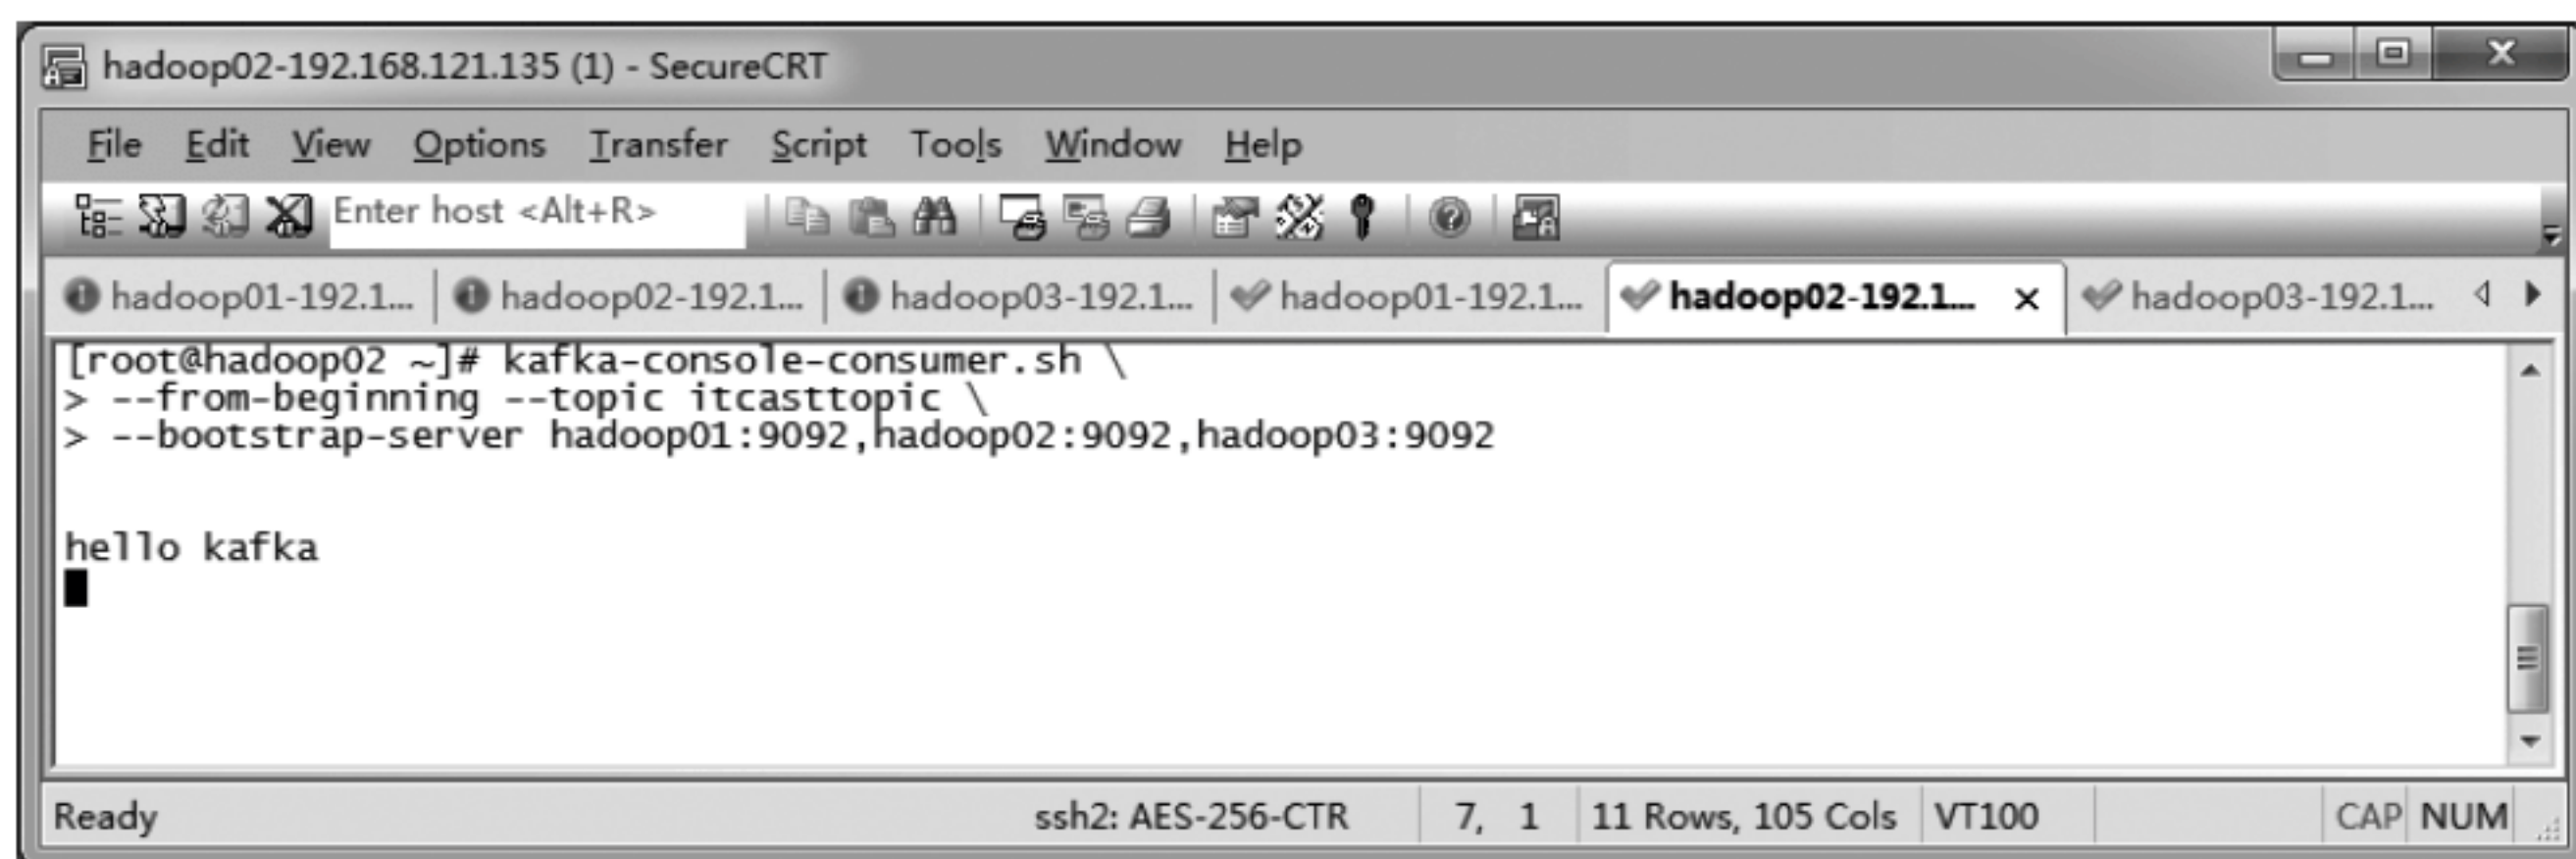 hadoop02-192.168.121.135 (1) - SecureCRT
File Edit View Options Transfer Script Tools Window Help
Enter host <Alt+R>
hadoop01-192.1... hadoop02-192.1... hadoop03-192.1... hadoop01-192.1... hadoop02-192.1... hadoop03-192.1...
[root@hadoop02 ~]# kafka-console-consumer.sh \
> --from-beginning --topic itcasttopic \
> --bootstrap-server hadoop01:9092,hadoop02:9092,hadoop03:9092
hello kafka
Ready ssh2: AES-256-CTR 7, 1 11 Rows, 105 Cols VT100 CAP NUM